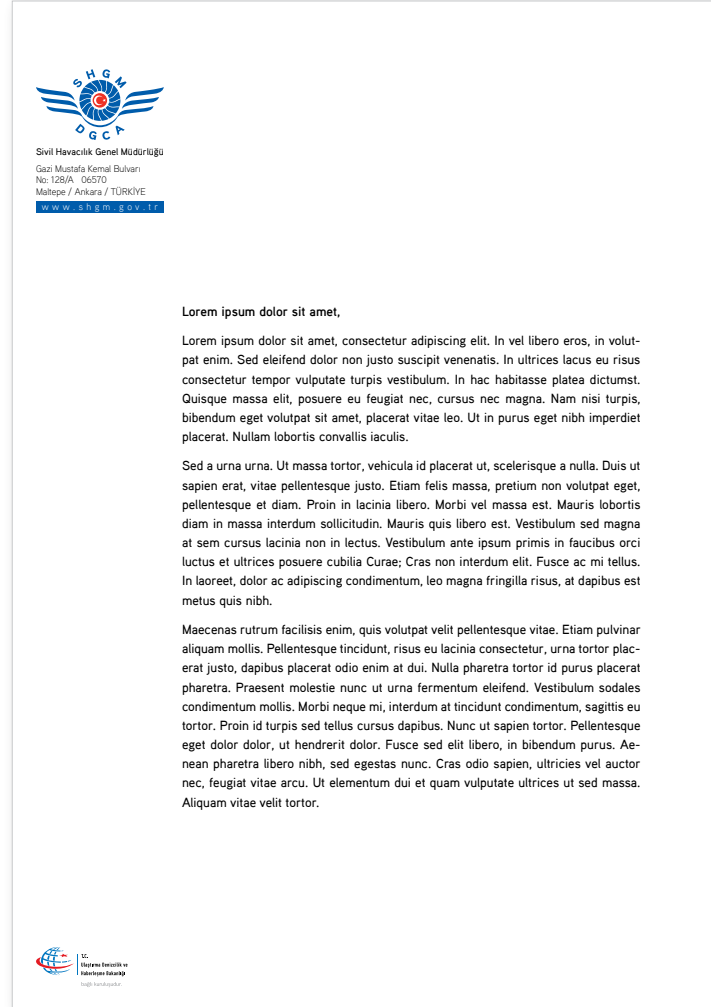 SHGM
DGCA
Sivil Havacılık Genel Müdürlüğü
Gazi Mustafa Kemal Bulvarı
No: 128/A 06570
Maltepe / Ankara / TÜRKİYE
www.shgm.gov.tr
Lorem ipsum dolor sit amet,
Lorem ipsum dolor sit amet, consectetur adipiscing elit. In vel libero eros, in volut-
pat enim. Sed eleifend dolor non justo suscipit venenatis. In ultrices lacus eu risus
consectetur tempor vulputate turpis vestibulum. In hac habitasse platea dictumst.
Quisque massa elit, posuere eu feugiat nec, cursus nec magna. Nam nisi turpis,
bibendum eget volutpat sit amet, placerat vitae leo. Ut in purus eget nibh imperdiet
placerat. Nullam lobortis convallis iaculis.
Sed a urna urna. Ut massa tortor, vehicula id placerat ut, scelerisque a nulla. Duis ut
sapien erat, vitae pellentesque justo. Etiam felis massa, pretium non volutpat eget,
pellentesque et diam. Proin in lacinia libero. Morbi vel massa est. Mauris lobortis
diam in massa interdum sollicitudin. Mauris quis libero est. Vestibulum sed magna
at sem cursus lacinia non in lectus. Vestibulum ante ipsum primis in faucibus orci
luctus et ultrices posuere cubilia Curae; Cras non interdum elit. Fusce ac mi tellus.
In laoreet, dolor ac adipiscing condimentum, leo magna fringilla risus, at dapibus est
metus quis nibh.
Maecenas rutrum facilisis enim, quis volutpat velit pellentesque vitae. Etiam pulvinar
aliquam mollis. Pellentesque tincidunt, risus eu lacinia consectetur, urna tortor plac-
erat justo, dapibus placerat odio enim at dui. Nulla pharetra tortor id purus placerat
pharetra. Praesent molestie nunc ut urna fermentum eleifend. Vestibulum sodales
condimentum mollis. Morbi neque mi, interdum at tincidunt condimentum, sagittis eu
tortor. Proin id turpis sed tellus cursus dapibus. Nunc ut sapien tortor. Pellentesque
eget dolor dolor, ut hendrerit dolor. Fusce sed elit libero, in bibendum purus. Ae-
nean pharetra libero nibh, sed egestas nunc. Cras odio sapien, ultricies vel auctor
nec, feugiat vitae arcu. Ut elementum dui et quam vulputate ultrices ut sed massa.
Aliquam vitae velit tortor.
T.C.
Ulaştırma Denizcilik ve
Haberleşme Bakanlığı
bağlı kuruluşudur